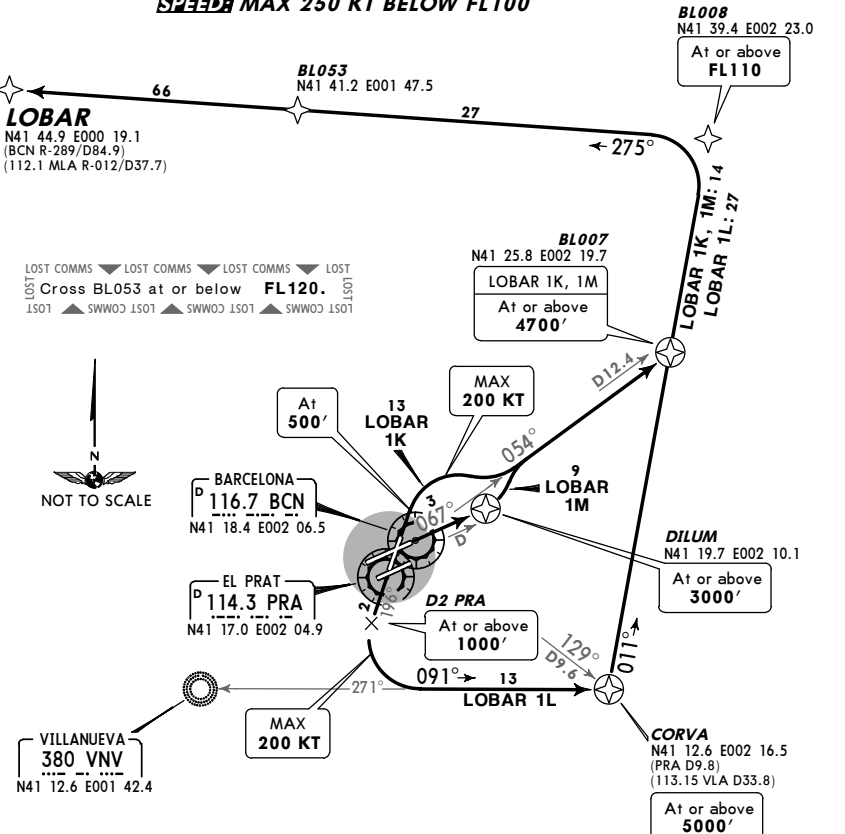 SPEED: MAX 250 KT BELOW FL100
BL008
N41 39.4 E002 23.0
At or above
FL110
BL053
N41 41.2 E001 47.5
66
27
LOBAR
N41 44.9 E000 19.1
(BCN R-289/D84.9)
(112.1 MLA R-012/D37.7)
275°
LOBAR 1K, 1M: 14
LOBAR 1L: 27
BL007
N41 25.8 E002 19.7
LOBAR 1K, 1M
At or above
4700'
LOST COMMS LOST COMMS LOST COMMS LOST
LOST
Cross BL053 at or below FL120.
LOST
LOST COMMS LOST COMMS LOST COMMS LOST
N
NOT TO SCALE
D12.4
At
500'
13
LOBAR
1K
MAX
200 KT
054°
9
LOBAR
1M
BARCELONA
D 116.7 BCN
N41 18.4 E002 06.5
3
067°
D
DILUM
N41 19.7 E002 10.1
At or above
3000'
EL PRAT
D 114.3 PRA
N41 17.0 E002 04.9
2
196°
D2 PRA
At or above
1000'
129°
D9.6
011°
091°
13
LOBAR 1L
271°
MAX
200 KT
VILLANUEVA
380 VNV
N41 12.6 E001 42.4
CORVA
N41 12.6 E002 16.5
(PRA D9.8)
(113.15 VLA D33.8)
At or above
5000'